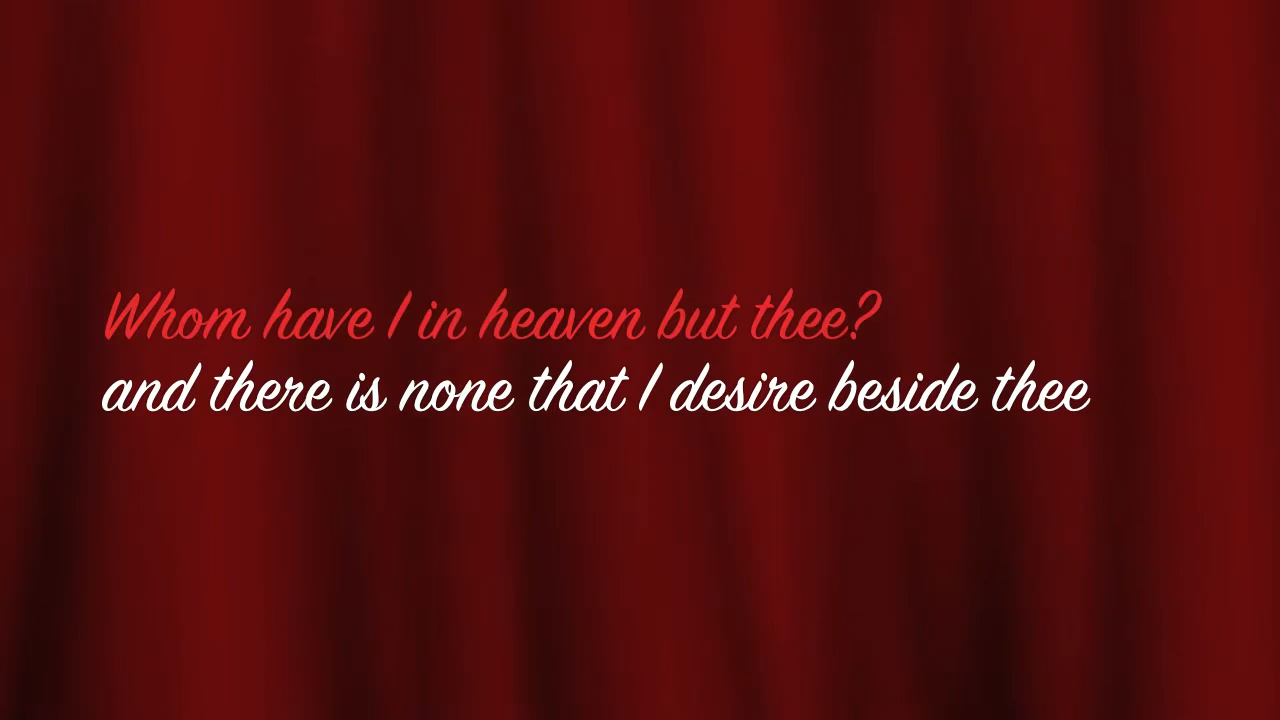 Whom have I in heaven but thee?
and there is none that I desire beside thee